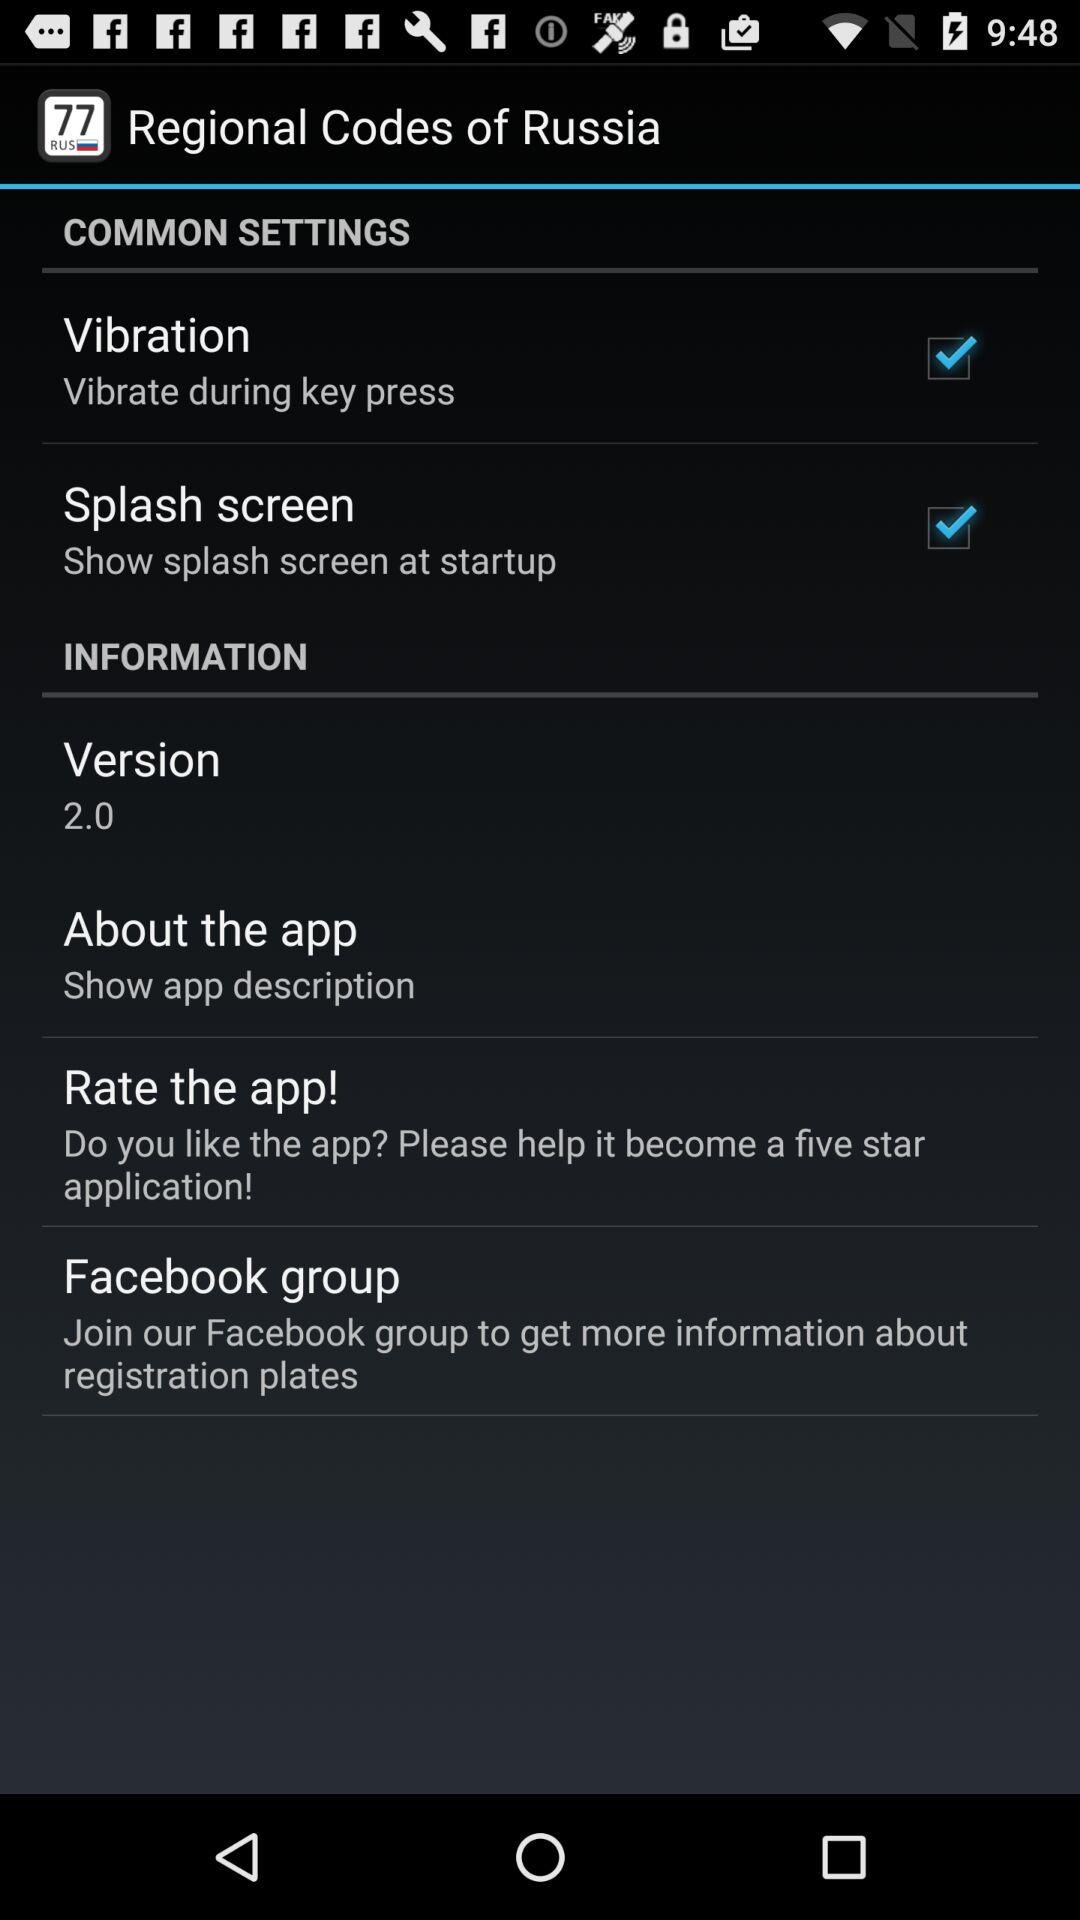 FAK
9:48
77
RUS
Regional Codes of Russia
COMMON SETTINGS
Vibration
Vibrate during key press
Splash screen
Show splash screen at startup
INFORMATION
Version
2.0
About the app
Show app description
Rate the app!
Do you like the app? Please help it become a five star
application!
Facebook group
Join our Facebook group to get more information about
registration plates